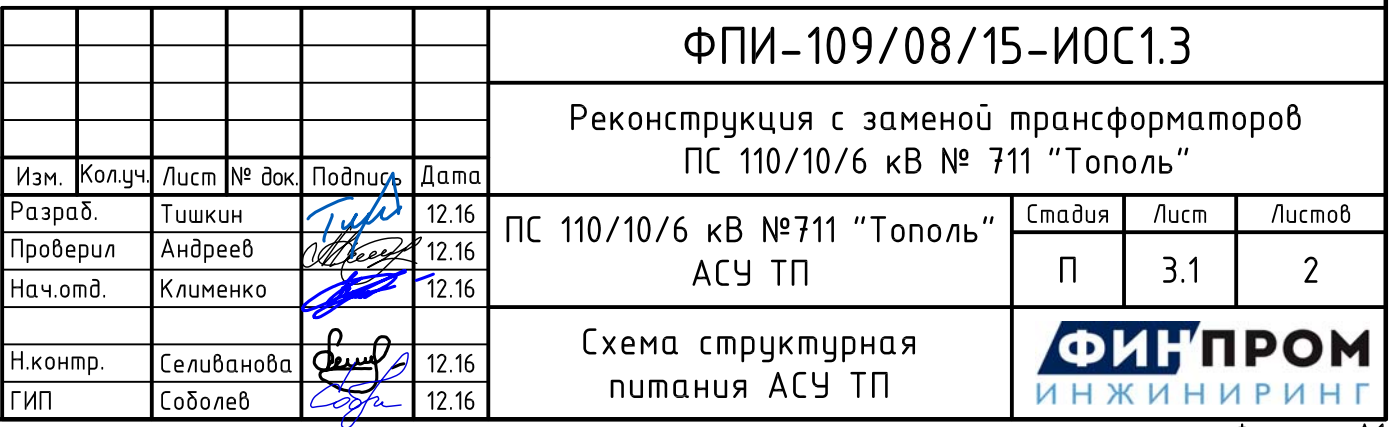 ФПИ-109/08/15-ИОС1.3
Реконструкция с заменой трансформаторов
ПС 110/10/6 кВ № 711 "Тополь"
Изм. Кол.уч. Лист № док. Подпись Дата
Разраб. Тишкин 12.16
Проверил Андреев 12.16
Нач.отд. Клименко 12.16
Н.контр. Селиванова 12.16
ГИП Соболев 12.16
ПС 110/10/6 кВ №711 "Тополь"
АСУ ТП
Стадия Лист Листов
П 3.1 2
Схема структурная
питания АСУ ТП
ФИНПРОМ
ИНЖИНИРИНГ